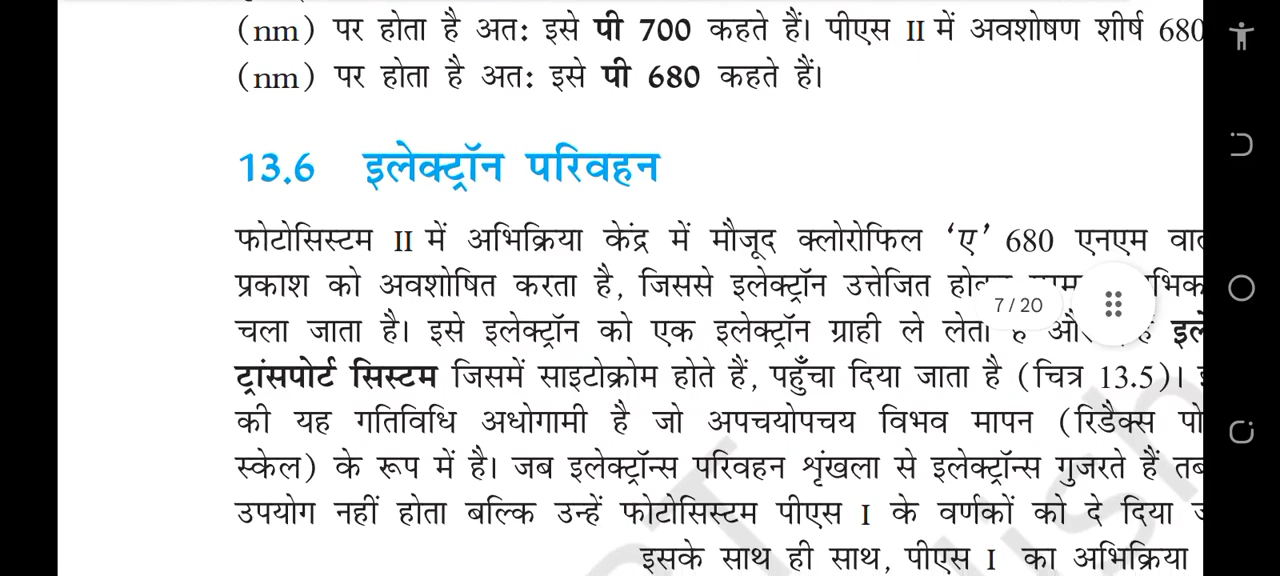 (nm) पर होता है अत: इसे पी 700 कहते हैं। पीएस II में अवशोषण शीर्ष 680
(nm) पर होता है अत: इसे पी 680 कहते हैं।
13.6 इलेक्ट्रॉन परिवहन
फोटोसिस्टम II में अभिक्रिया केंद्र में मौजूद क्लोरोफिल ‘ए’ 680 एनएम
प्रकाश को अवशोषित करता है, जिससे इलेक्ट्रॉन उत्तेजित
7 / 20
चला जाता है। इसे इलेक्ट्रॉन को एक इलेक्ट्रॉन ग्राही ले लेता
ट्रांसपोर्ट सिस्टम जिसमें साइटोक्रोम होते हैं, पहुँचा दिया जाता है (चित्र 13.5)।
की यह गतिविधि अधोगामी है जो अपचयोपचय विभव मापन (रिडैक्स
स्केल) के रूप में है। जब इलेक्ट्रॉन्स परिवहन शृंखला से इलेक्ट्रॉन्स गुजरते हैं तब
उपयोग नहीं होता बल्कि उन्हें फोटोसिस्टम पीएस I के वर्णकों को दे दिया
इसके साथ ही साथ, पीएस I का अभिक्रिया